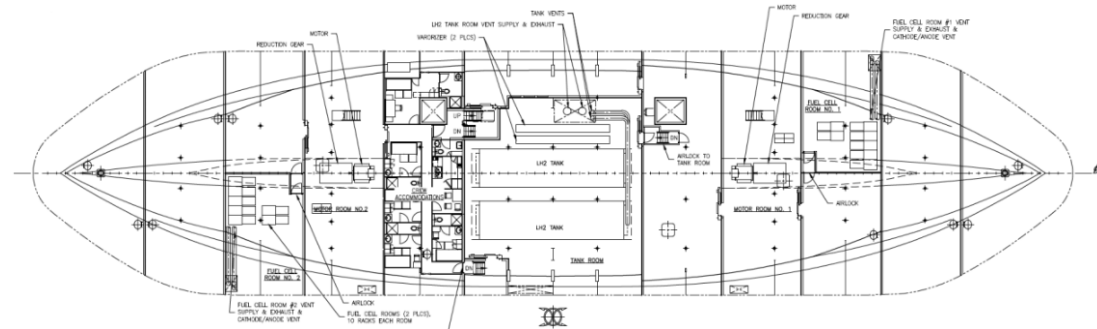 TANK VENTS
LH2 TANK ROOM VENT SUPPLY & EXHAUST
VAPORIZER (2 PLCS)
MOTOR
REDUCTION GEAR
MOTOR
REDUCTION GEAR
FUEL CELL ROOM #1 VENT
SUPPLY & EXHAUST &
CATHODE/ANODE VENT
FUEL CELL
ROOM NO. 1
UP
DN
DN
AIRLOCK TO
TANK ROOM
LH2 TANK
LH2 TANK
TANK ROOM
CREW
ACCOMMODATIONS
MOTOR ROOM NO.2
MOTOR ROOM NO. 1
AIRLOCK
FUEL CELL
ROOM NO. 2
DN
FUEL CELL ROOM #2 VENT
SUPPLY & EXHAUST &
CATHODE/ANODE VENT
AIRLOCK
FUEL CELL ROOMS (2 PLCS),
10 RACKS EACH ROOM